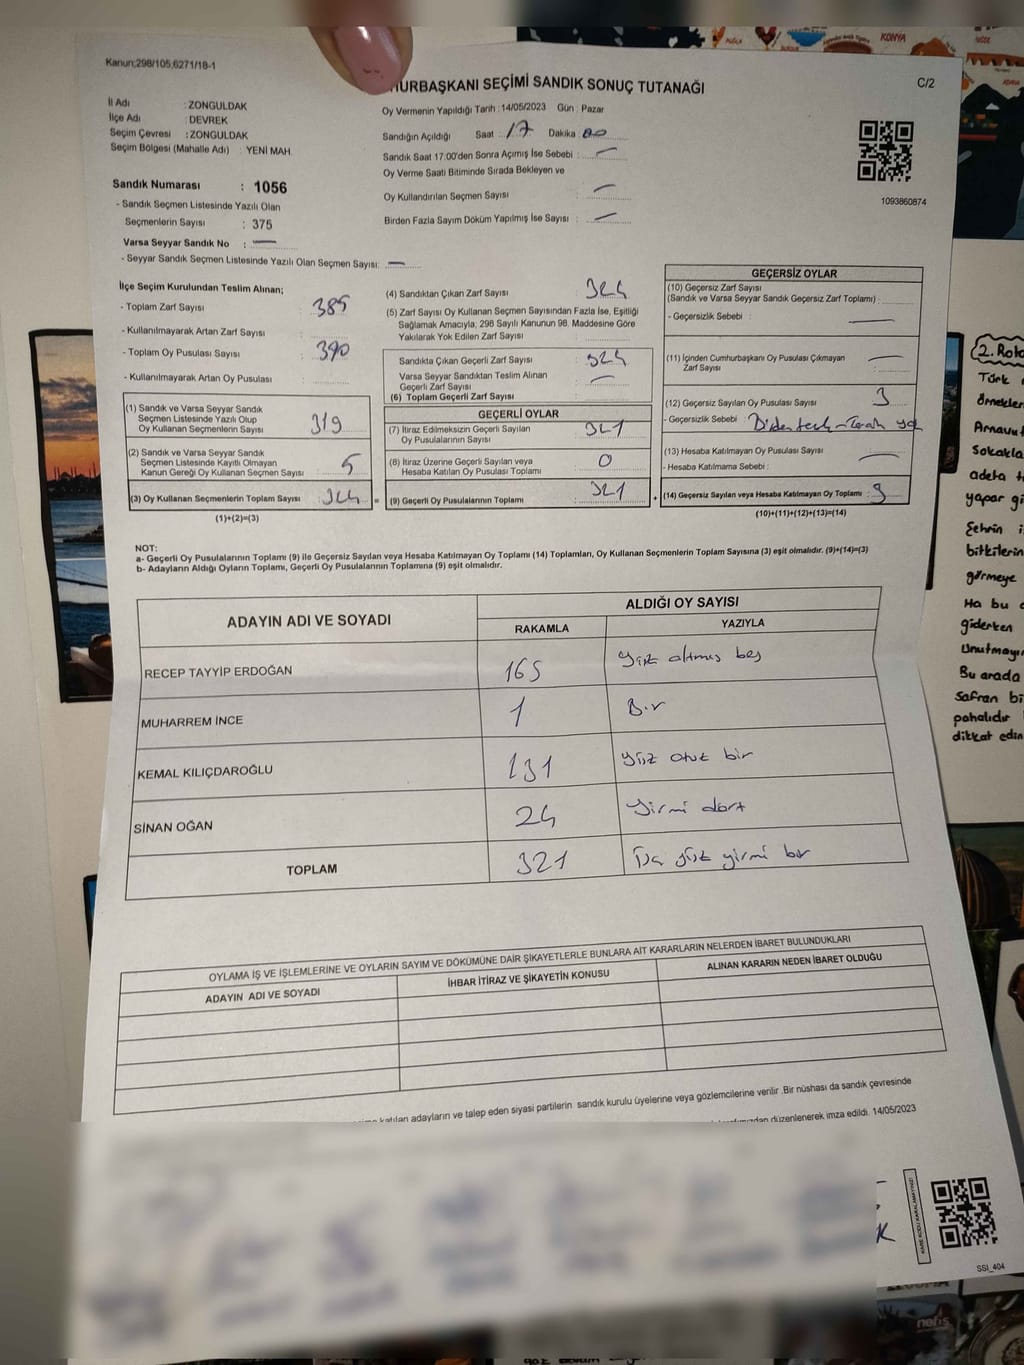 Kanun;298/105;6271/18-1
URBAŞKANI SEÇİMİ SANDIK SONUÇ TUTANAĞI
C/2
İl Adı : ZONGULDAK
İlçe Adı : DEVREK
Seçim Çevresi : ZONGULDAK
Seçim Bölgesi (Mahalle Adı) : YENİ MAH.
Sandık Numarası : 1056
- Sandık Seçmen Listesinde Yazılı Olan
Seçmenlerin Sayısı : 375
Varsa Seyyar Sandık No : —
- Seyyar Sandık Seçmen Listesinde Yazılı Olan Seçmen Sayısı: —
Oy Vermenin Yapıldığı Tarih : 14/05/2023 Gün : Pazar
Sandığın Açıldığı Saat 17 Dakika 00
Sandık Saat 17:00'den Sonra Açımış İse Sebebi : —
Oy Verme Saati Bitiminde Sırada Bekleyen ve
Oy Kullandırılan Seçmen Sayısı : —
Birden Fazla Sayım Döküm Yapılmış İse Sayısı : —
1093860874
İlçe Seçim Kurulundan Teslim Alınan;
- Toplam Zarf Sayısı : 385
- Kullanılmayarak Artan Zarf Sayısı :
- Toplam Oy Pusulası Sayısı : 390
- Kullanılmayarak Artan Oy Pusulası :
(1) Sandık ve Varsa Seyyar Sandık
Seçmen Listesinde Yazılı Olup
Oy Kullanan Seçmenlerin Sayısı : 319
(2) Sandık ve Varsa Seyyar Sandık
Seçmen Listesinde Kayıtlı Olmayan
Kanun Gereği Oy Kullanan Seçmen Sayısı : 5
(3) Oy Kullanan Seçmenlerin Toplam Sayısı : 324 =
(1)+(2)=(3)
(4) Sandıktan Çıkan Zarf Sayısı : 324
(5) Zarf Sayısı Oy Kullanan Seçmen Sayısından Fazla İse, Eşitliği
Sağlamak Amacıyla, 298 Sayılı Kanunun 98. Maddesine Göre
Yakılarak Yok Edilen Zarf Sayısı :
Sandıkta Çıkan Geçerli Zarf Sayısı : 324
Varsa Seyyar Sandıktan Teslim Alınan
Geçerli Zarf Sayısı : —
(6) Toplam Geçerli Zarf Sayısı :
GEÇERLİ OYLAR
(7) İtiraz Edilmeksizin Geçerli Sayılan
Oy Pusulalarının Sayısı : 321
(8) İtiraz Üzerine Geçerli Sayılan veya
Hesaba Katılan Oy Pusulası Toplamı : 0
(9) Geçerli Oy Pusulalarının Toplamı : 321 +
GEÇERSİZ OYLAR
(10) Geçersiz Zarf Sayısı
(Sandık ve Varsa Seyyar Sandık Geçersiz Zarf Toplamı) :
- Geçersizlik Sebebi : —
(11) İçinden Cumhurbaşkanı Oy Pusulası Çıkmayan
Zarf Sayısı : —
(12) Geçersiz Sayılan Oy Pusulası Sayısı : 3
- Geçersizlik Sebebi :
(13) Hesaba Katılmayan Oy Pusulası Sayısı : —
- Hesaba Katılmama Sebebi :
(14) Geçersiz Sayılan veya Hesaba Katılmayan Oy Toplamı : 3
(10)+(11)+(12)+(13)=(14)
NOT:
a- Geçerli Oy Pusulalarının Toplamı (9) ile Geçersiz Sayılan veya Hesaba Katılmayan Oy Toplamı (14) Toplamları, Oy Kullanan Seçmenlerin Toplam Sayısına (3) eşit olmalıdır. (9)+(14)=(3)
b- Adayların Aldığı Oyların Toplamı, Geçerli Oy Pusulalarının Toplamına (9) eşit olmalıdır.
ADAYIN ADI VE SOYADI
ALDIĞI OY SAYISI
RAKAMLA YAZIYLA
RECEP TAYYİP ERDOĞAN 165 yüz altmış beş
MUHARREM İNCE 1 Bir
KEMAL KILIÇDAROĞLU 131 yüz otuz bir
SİNAN OĞAN 24 yirmi dört
TOPLAM 321 üç yüz yirmi bir
OYLAMA İŞ VE İŞLEMLERİNE VE OYLARIN SAYIM VE DÖKÜMÜNE DAİR ŞİKAYETLERLE BUNLARA AİT KARARLARIN NELERDEN İBARET BULUNDUKLARI
ADAYIN ADI VE SOYADI
İHBAR İTİRAZ VE ŞİKAYETİN KONUSU
ALINAN KARARIN NEDEN İBARET OLDUĞU
katılan adayların ve talep eden siyasi partilerin sandık kurulu üyelerine veya gözlemcilerine verilir .Bir nüshası da sandık çevresinde
düzenlenerek imza edildi. 14/05/2023
SSI_404
KONYA
2. Rota
Türk
örnekler
Arnavut
Sokakla
adeta t
yapar gi
Şehrin i
bitkilerin
görmeye
Ha bu
giderken
Unutmayı
Bu arada
Safran bi
pahalıdır
dikkat edin
nefis